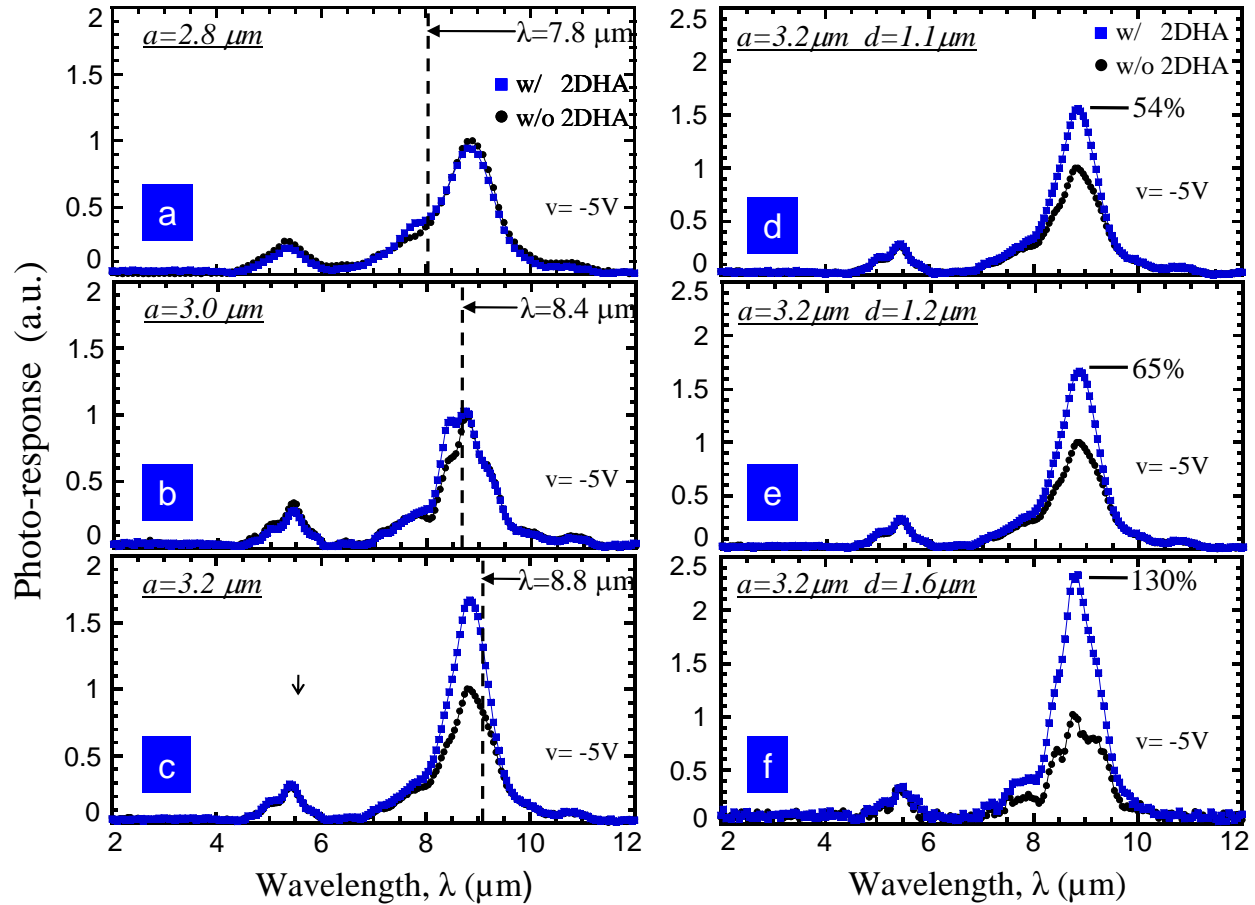 Photo-response (a.u.)
2
1.5
1
0.5
0
a=2.8 μm
λ=7.8 μm
w/ 2DHA
w/o 2DHA
v= -5V
a
2
1.5
1
0.5
0
a=3.0 μm
λ=8.4 μm
v= -5V
b
2
1.5
1
0.5
0
a=3.2 μm
λ=8.8 μm
v= -5V
c
2 4 6 8 10 12
Wavelength, λ (μm)
2.5
2
1.5
1
0.5
0
a=3.2μm d=1.1μm
w/ 2DHA
w/o 2DHA
54%
v= -5V
d
2.5
2
1.5
1
0.5
0
a=3.2μm d=1.2μm
65%
v= -5V
e
2.5
2
1.5
1
0.5
0
a=3.2μm d=1.6μm
130%
v= -5V
f
2 4 6 8 10 12
Wavelength, λ (μm)